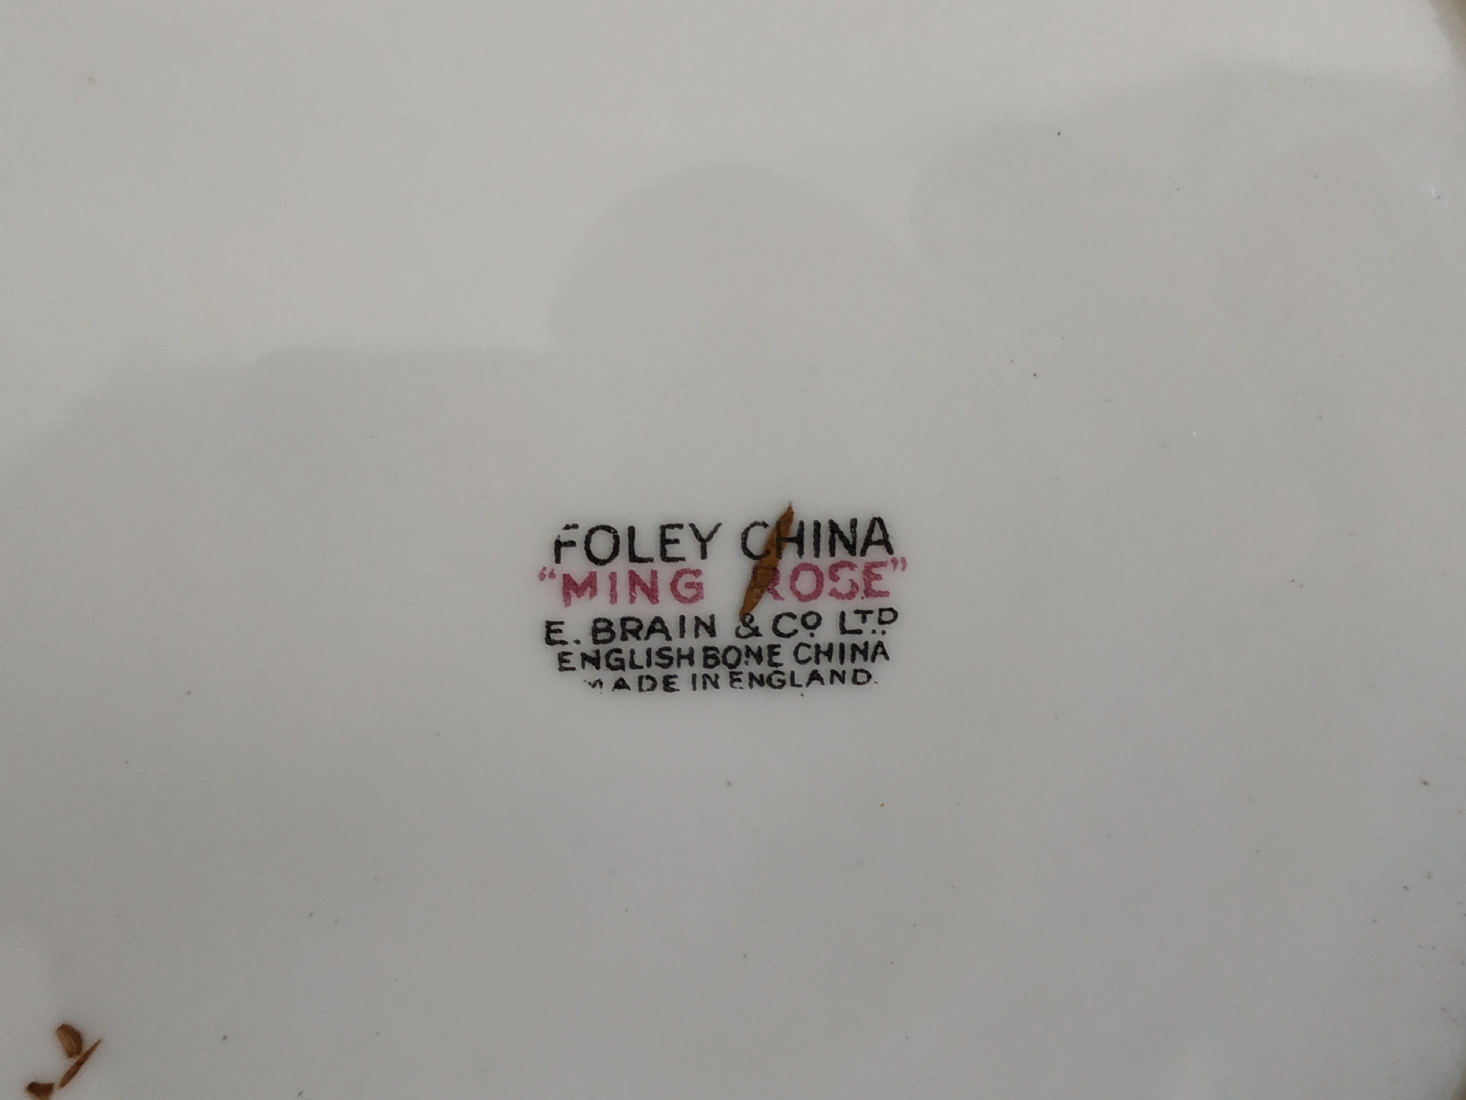 FOLEY CHINA
“MING ROSE”
E. BRAIN & Cº LTD
ENGLISH BONE CHINA
MADE IN ENGLAND.